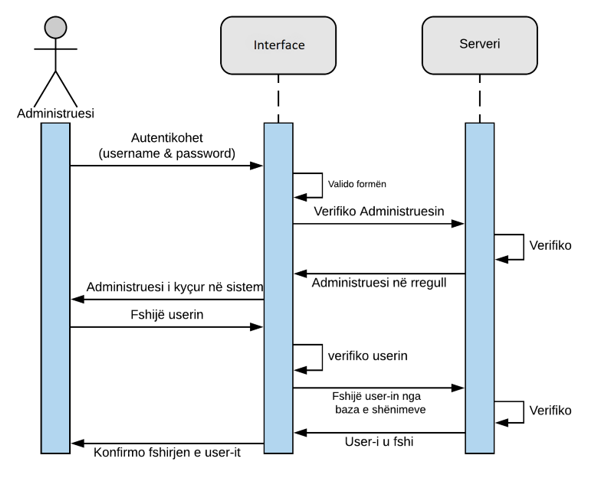 Interface
Serveri
Administruesi
Autentikohet
(username & password)
Valido formën
Verifiko Administruesin
Verifiko
Administruesi në rregull
Administruesi i kyçur në sistem
Fshijë userin
verifiko userin
Fshijë user-in nga
baza e shënimeve
Verifiko
User-i u fshi
Konfirmo fshirjen e user-it